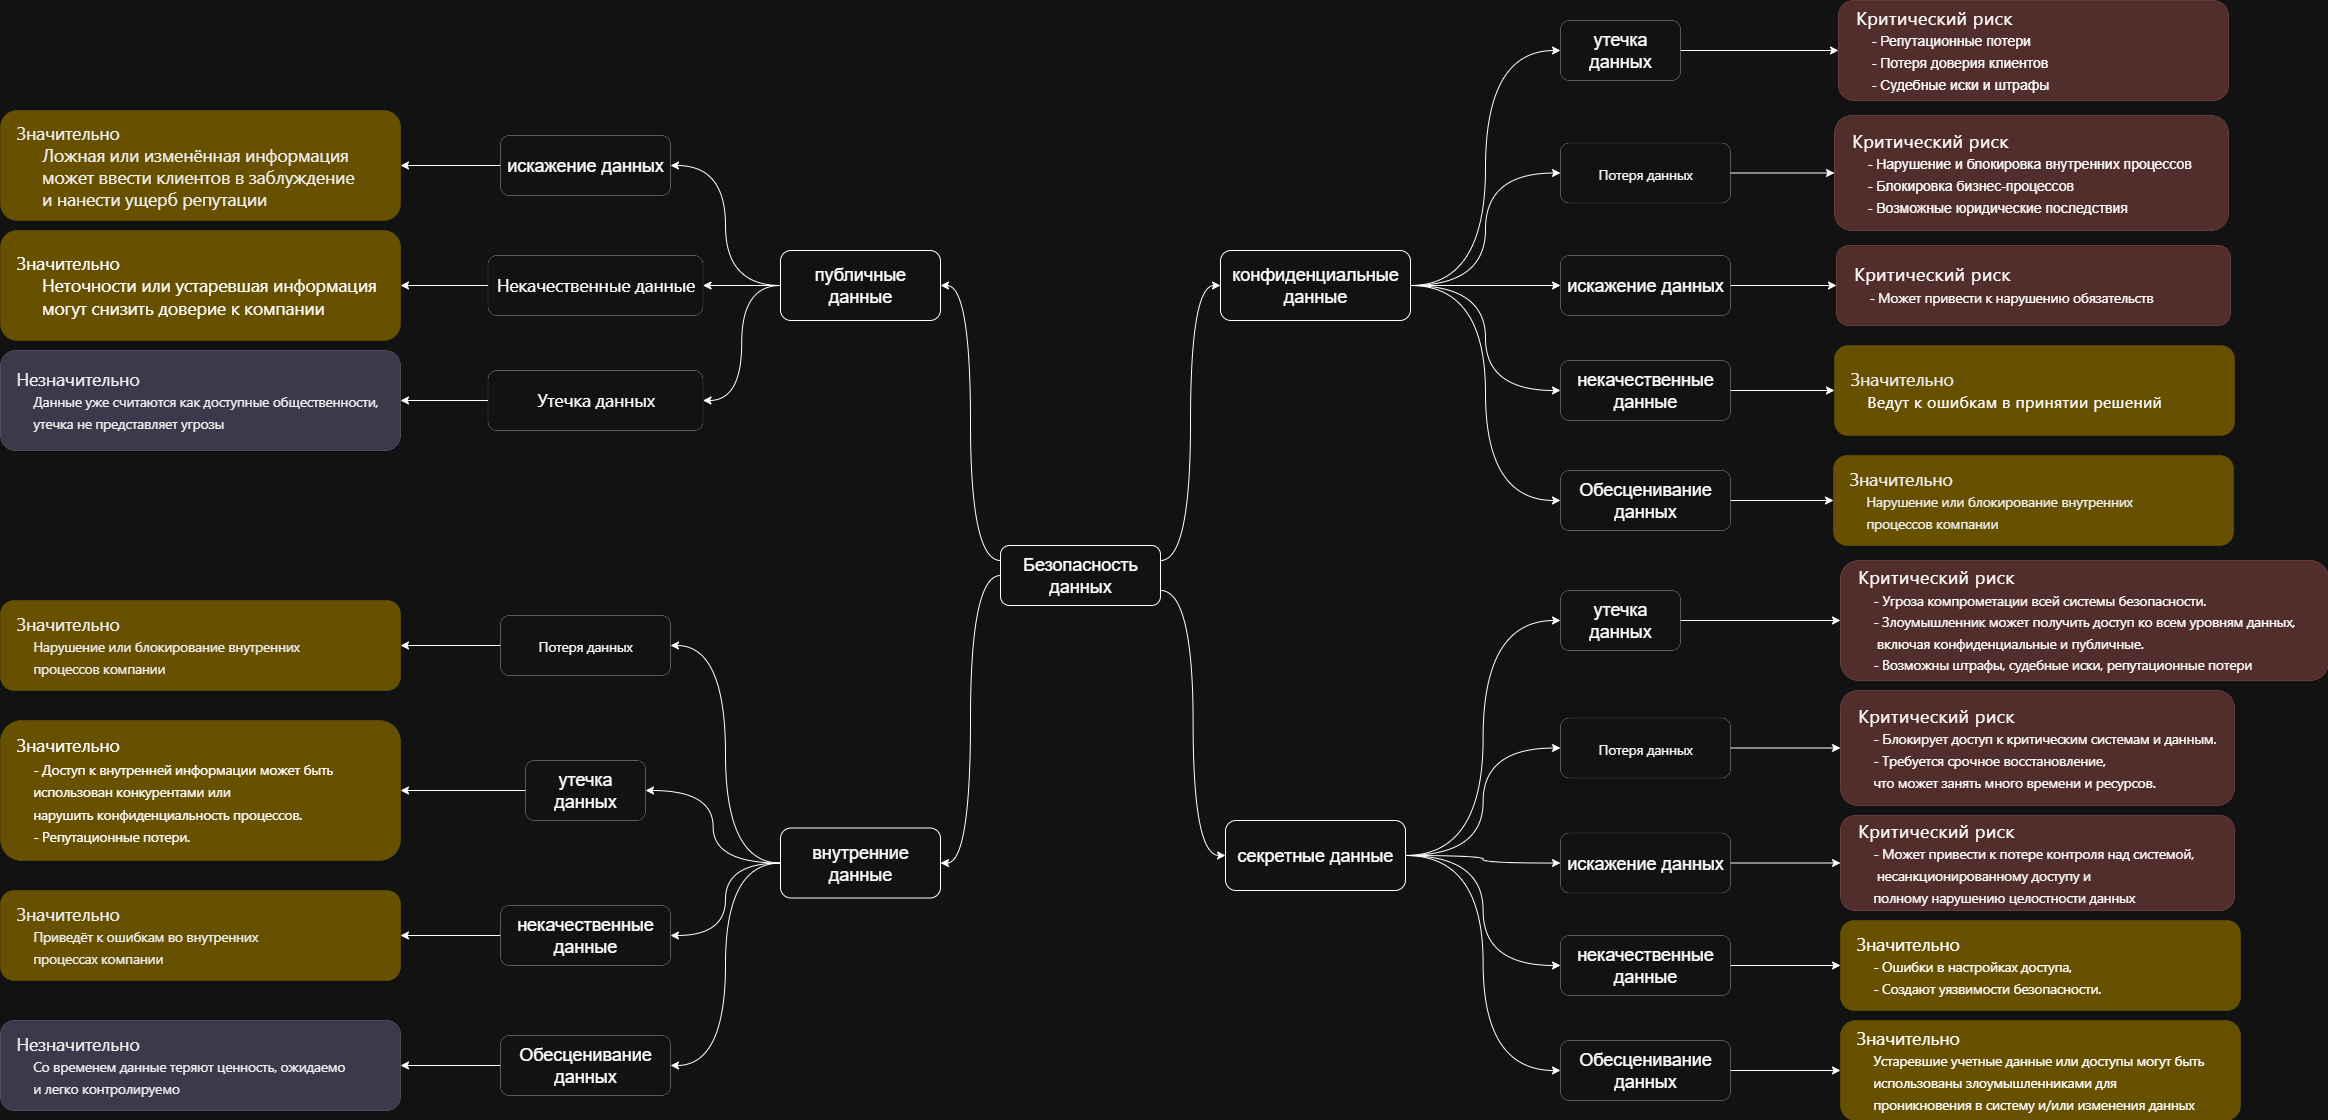 Безопасность
данных
публичные
данные
искажение данных
Значительно
Ложная или изменённая информация
может ввести клиентов в заблуждение
и нанести ущерб репутации
Некачественные данные
Значительно
Неточности или устаревшая информация
могут снизить доверие к компании
Утечка данных
Незначительно
Данные уже считаются как доступные общественности,
утечка не представляет угрозы
внутренние
данные
Потеря данных
Значительно
Нарушение или блокирование внутренних
процессов компании
утечка
данных
Значительно
- Доступ к внутренней информации может быть
использован конкурентами или
нарушить конфиденциальность процессов.
- Репутационные потери.
некачественные
данные
Значительно
Приведёт к ошибкам во внутренних
процессах компании
Обесценивание
данных
Незначительно
Со временем данные теряют ценность, ожидаемо
и легко контролируемо
конфиденциальные
данные
утечка
данных
Критический риск
- Репутационные потери
- Потеря доверия клиентов
- Судебные иски и штрафы
Потеря данных
Критический риск
- Нарушение и блокировка внутренних процессов
- Блокировка бизнес-процессов
- Возможные юридические последствия
искажение данных
Критический риск
- Может привести к нарушению обязательств
некачественные
данные
Значительно
Ведут к ошибкам в принятии решений
Обесценивание
данных
Значительно
Нарушение или блокирование внутренних
процессов компании
секретные данные
утечка
данных
Критический риск
- Угроза компрометации всей системы безопасности.
- Злоумышленник может получить доступ ко всем уровням данных,
включая конфиденциальные и публичные.
- Возможны штрафы, судебные иски, репутационные потери
Потеря данных
Критический риск
- Блокирует доступ к критическим системам и данным.
- Требуется срочное восстановление,
что может занять много времени и ресурсов.
искажение данных
Критический риск
- Может привести к потере контроля над системой,
несанкционированному доступу и
полному нарушению целостности данных
некачественные
данные
Значительно
- Ошибки в настройках доступа,
- Создают уязвимости безопасности.
Обесценивание
данных
Значительно
Устаревшие учетные данные или доступы могут быть
использованы злоумышленниками для
проникновения в систему и/или изменения данных